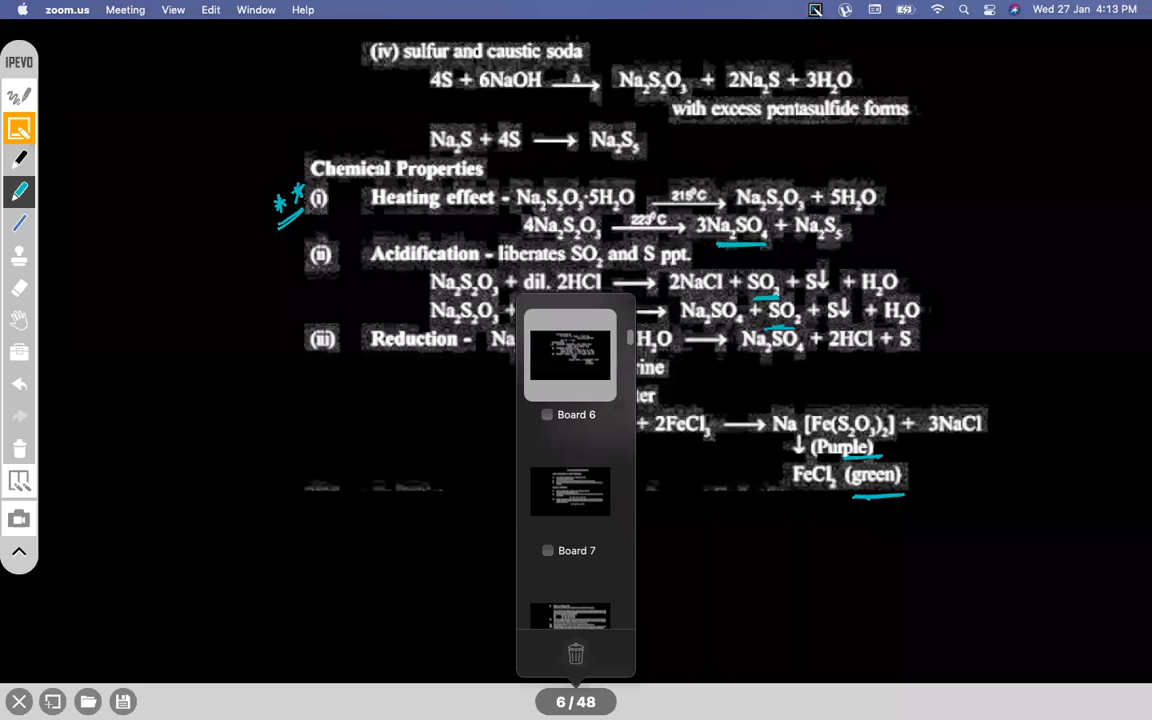 zoom.us Meeting View Edit Window Help Wed 27 Jan 4:13 PM
IPEVO
(iv) sulfur and caustic soda
4S + 6NaOH —Δ→ Na₂S₂O₃ + 2Na₂S + 3H₂O
with excess pentasulfide forms
Na₂S + 4S ⟶ Na₂S₅
Chemical Properties
** (i) Heating effect - Na₂S₂O₃·5H₂O —215⁰C→ Na₂S₂O₃ + 5H₂O
4Na₂S₂O₃ —223⁰C→ 3Na₂SO₄ + Na₂S₅
(ii) Acidification - liberates SO₂ and S ppt.
Na₂S₂O₃ + dil. 2HCl ⟶ 2NaCl + SO₂ + S↓ + H₂O
Na₂S₂O₃ + ⟶ Na₂SO₄ + SO₂ + S↓ + H₂O
(iii) Reduction - Na H₂O ⟶ Na₂SO₄ + 2HCl + S
rine
ter
+ 2FeCl₃ ⟶ Na [Fe(S₂O₃)₂] + 3NaCl
↓ (Purple)
FeCl₂ (green)
Board 6
Board 7
6 / 48